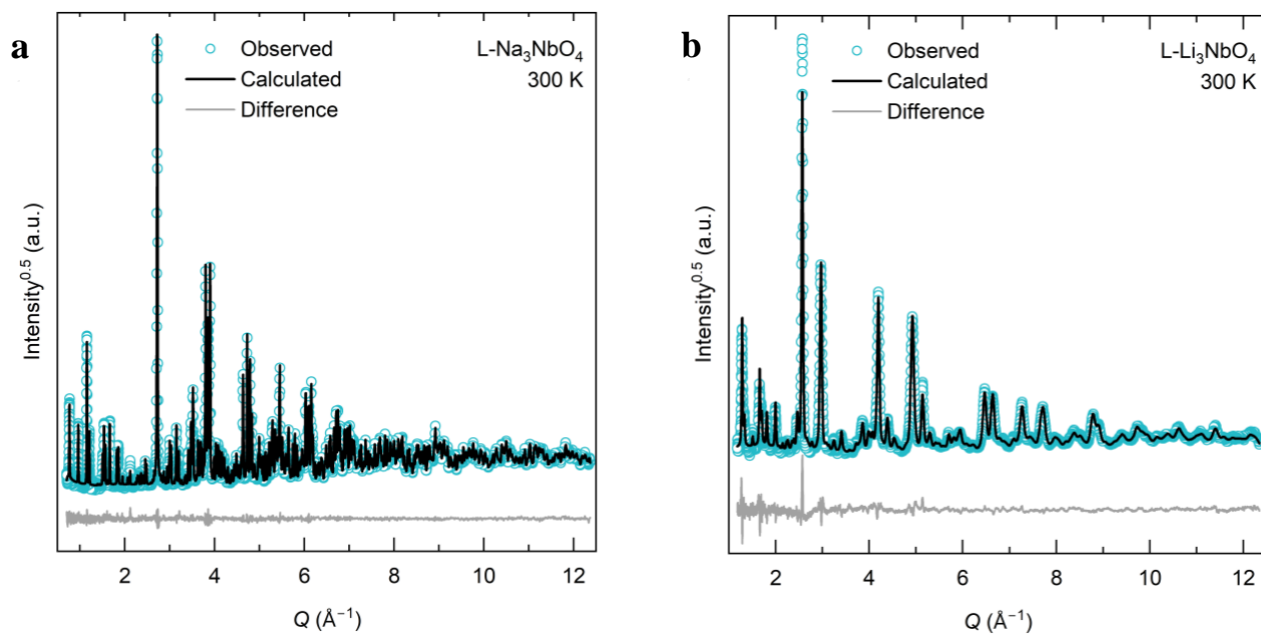 a
Observed
Calculated
Difference
L-Na₃NbO₄
300 K
Intensity⁰·⁵ (a.u.)
2 4 6 8 10 12
Q (Å⁻¹)
b
Observed
Calculated
Difference
L-Li₃NbO₄
300 K
Intensity⁰·⁵ (a.u.)
2 4 6 8 10 12
Q (Å⁻¹)